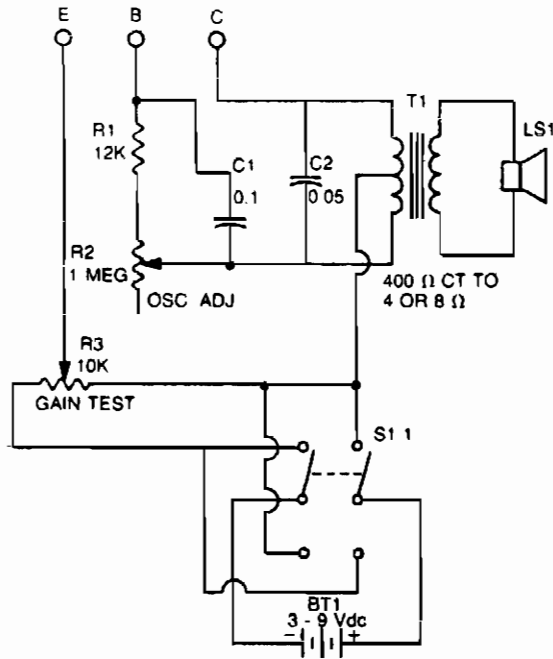 E
B
C
T1
LS1
R1
12K
C1
0.1
C2
0 05
R2
1 MEG
OSC ADJ
400 Ω CT TO
4 OR 8 Ω
R3
10K
GAIN TEST
S1 1
BT1
3 - 9 Vdc
- +